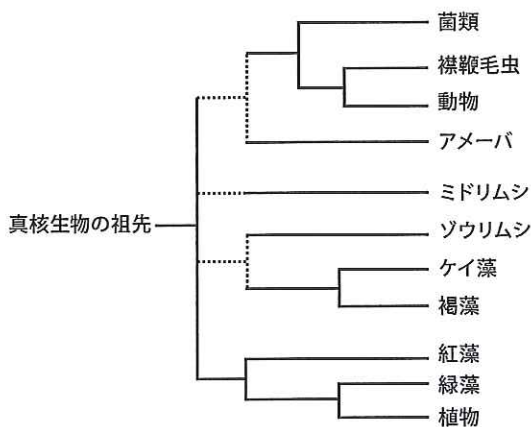 菌類
襟鞭毛虫
動物
アメーバ
ミドリムシ
真核生物の祖先
ゾウリムシ
ケイ藻
褐藻
紅藻
緑藻
植物